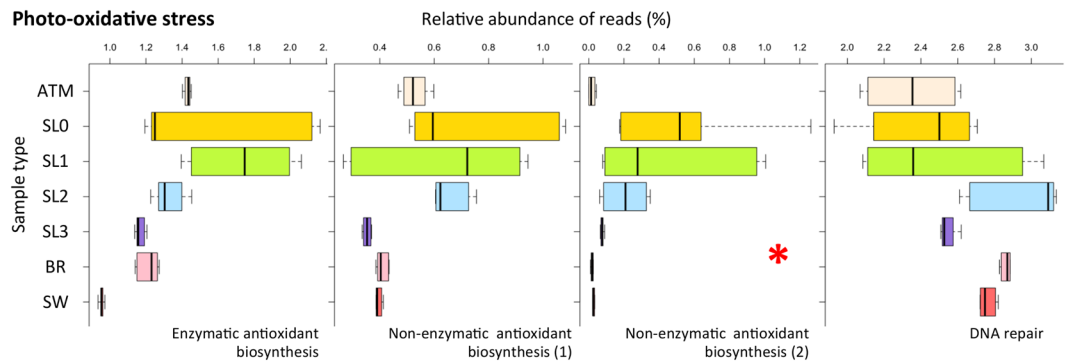 Photo-oxidative stress
Relative abundance of reads (%)
1.0 1.2 1.4 1.6 1.8 2.0 2.
0.4 0.6 0.8 1.0
0.0 0.2 0.4 0.6 0.8 1.0 1.2
2.0 2.2 2.4 2.6 2.8 3.0
Sample type
ATM
SL0
SL1
SL2
SL3
BR
SW
*
Enzymatic antioxidant
biosynthesis
Non-enzymatic antioxidant
biosynthesis (1)
Non-enzymatic antioxidant
biosynthesis (2)
DNA repair